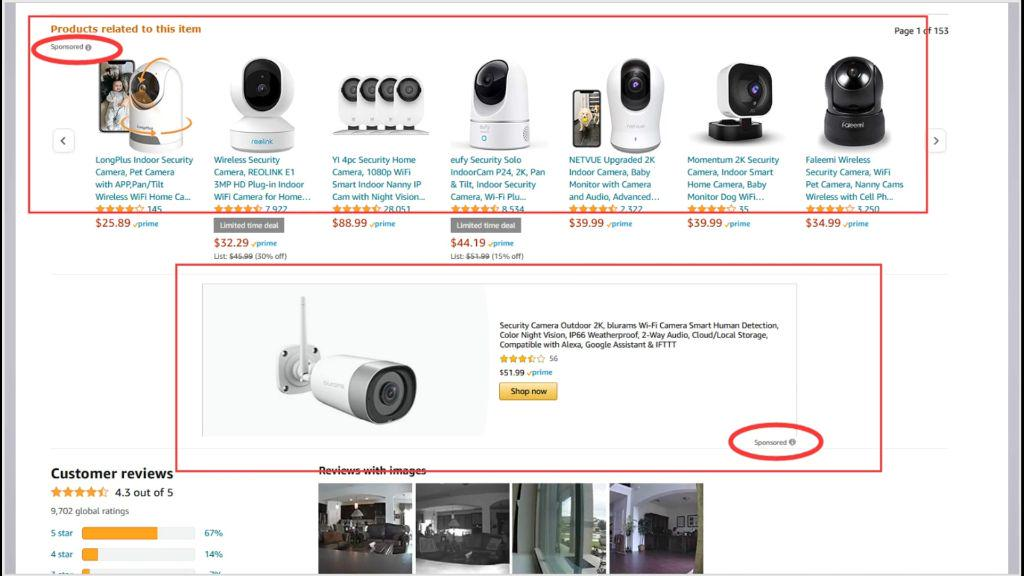 Products related to this item
Page 1 of 153
Sponsored
LongPlus
reolink
eufy
NETVUE
Faleemi
LongPlus Indoor Security
Camera, Pet Camera
with APP,Pan/Tilt
Wireless WiFi Home Ca...
145
$25.89 prime
Wireless Security
Camera, REOLINK E1
3MP HD Plug-in Indoor
WiFi Camera for Home...
7,922
Limited time deal
$32.29 prime
List: $45.99 (30% off)
YI 4pc Security Home
Camera, 1080p WiFi
Smart Indoor Nanny IP
Cam with Night Vision...
28,051
$88.99 prime
eufy Security Solo
IndoorCam P24, 2K, Pan
& Tilt, Indoor Security
Camera, Wi-Fi Plu...
8,534
Limited time deal
$44.19 prime
List: $51.99 (15% off)
NETVUE Upgraded 2K
Indoor Camera, Baby
Monitor with Camera
and Audio, Advanced...
2,322
$39.99 prime
Momentum 2K Security
Camera, Indoor Smart
Home Camera, Baby
Monitor Dog WiFi...
35
$39.99 prime
Faleemi Wireless
Security Camera, WiFi
Pet Camera, Nanny Cams
Wireless with Cell Ph...
3,250
$34.99 prime
blurams
Security Camera Outdoor 2K, blurams Wi-Fi Camera Smart Human Detection,
Color Night Vision, IP66 Weatherproof, 2-Way Audio, Cloud/Local Storage,
Compatible with Alexa, Google Assistant & IFTTT
56
$51.99 prime
Shop now
Sponsored
Customer reviews
4.3 out of 5
9,702 global ratings
5 star 67%
4 star 14%
Reviews with images